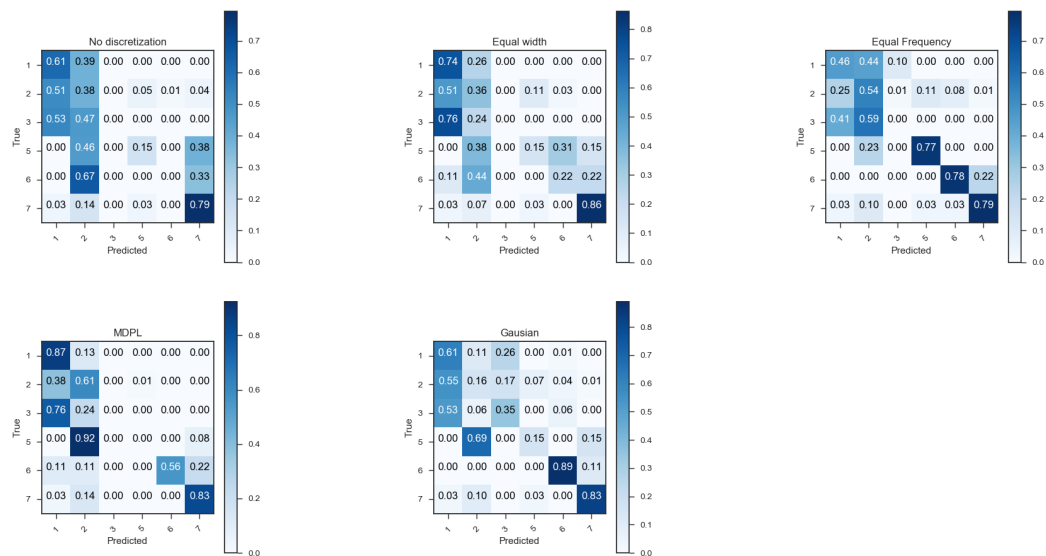 No discretization
1 0.61 0.39 0.00 0.00 0.00 0.00
2 0.51 0.38 0.00 0.05 0.01 0.04
3 0.53 0.47 0.00 0.00 0.00 0.00
5 0.00 0.46 0.00 0.15 0.00 0.38
6 0.00 0.67 0.00 0.00 0.00 0.33
7 0.03 0.14 0.00 0.03 0.00 0.79
True
1 2 3 5 6 7
Predicted
0.7
0.6
0.5
0.4
0.3
0.2
0.1
0.0
Equal width
1 0.74 0.26 0.00 0.00 0.00 0.00
2 0.51 0.36 0.00 0.11 0.03 0.00
3 0.76 0.24 0.00 0.00 0.00 0.00
5 0.00 0.38 0.00 0.15 0.31 0.15
6 0.11 0.44 0.00 0.00 0.22 0.22
7 0.03 0.07 0.00 0.03 0.00 0.86
True
1 2 3 5 6 7
Predicted
0.8
0.7
0.6
0.5
0.4
0.3
0.2
0.1
0.0
Equal Frequency
1 0.46 0.44 0.10 0.00 0.00 0.00
2 0.25 0.54 0.01 0.11 0.08 0.01
3 0.41 0.59 0.00 0.00 0.00 0.00
5 0.00 0.23 0.00 0.77 0.00 0.00
6 0.00 0.00 0.00 0.00 0.78 0.22
7 0.03 0.10 0.00 0.03 0.03 0.79
True
1 2 3 5 6 7
Predicted
0.7
0.6
0.5
0.4
0.3
0.2
0.1
0.0
MDPL
1 0.87 0.13 0.00 0.00 0.00 0.00
2 0.38 0.61 0.00 0.01 0.00 0.00
3 0.76 0.24 0.00 0.00 0.00 0.00
5 0.00 0.92 0.00 0.00 0.00 0.08
6 0.11 0.11 0.00 0.00 0.56 0.22
7 0.03 0.14 0.00 0.00 0.00 0.83
True
1 2 3 5 6 7
Predicted
0.8
0.6
0.4
0.2
0.0
Gausian
1 0.61 0.11 0.26 0.00 0.01 0.00
2 0.55 0.16 0.17 0.07 0.04 0.01
3 0.53 0.06 0.35 0.00 0.06 0.00
5 0.00 0.69 0.00 0.15 0.00 0.15
6 0.00 0.00 0.00 0.00 0.89 0.11
7 0.03 0.10 0.00 0.03 0.00 0.83
True
1 2 3 5 6 7
Predicted
0.8
0.7
0.6
0.5
0.4
0.3
0.2
0.1
0.0